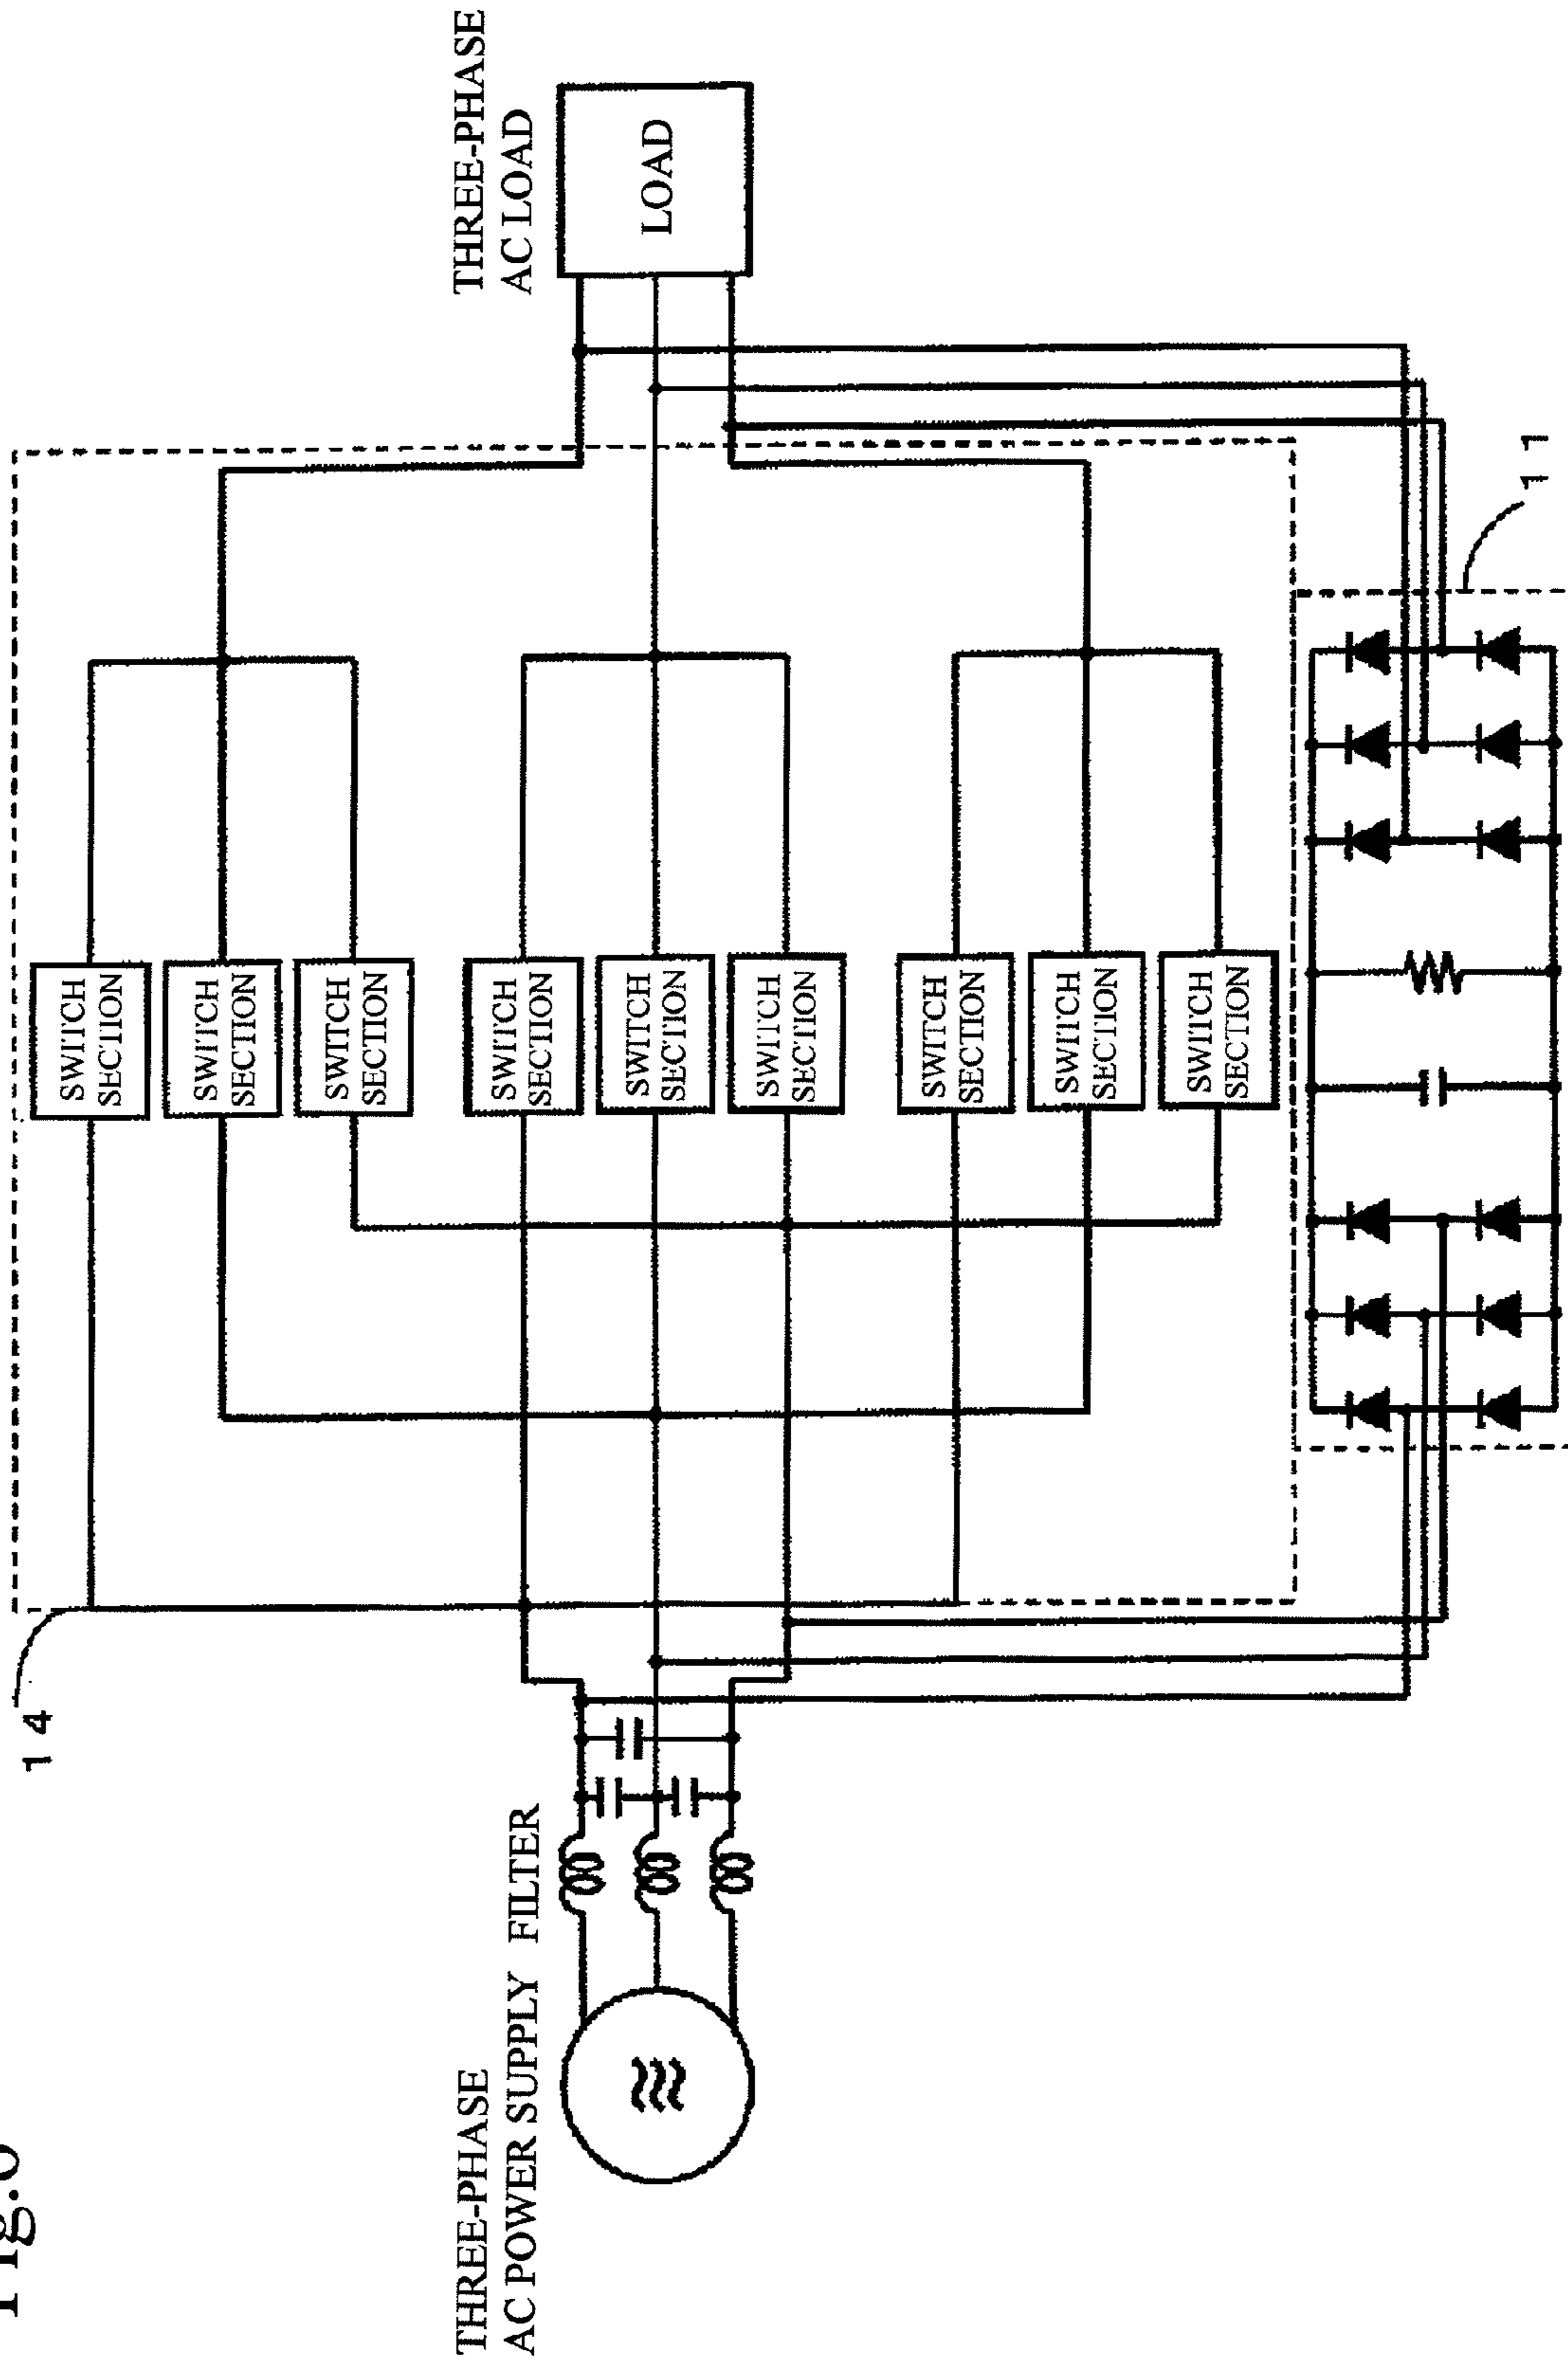 Fig.
14
THREE-PHASE
AC POWER SUPPLY FILTER
SWITCH
SECTION
SWITCH
SECTION
SWITCH
SECTION
SWITCH
SECTION
SWITCH
SECTION
SWITCH
SECTION
SWITCH
SECTION
SWITCH
SECTION
SWITCH
SECTION
THREE-PHASE
AC LOAD
LOAD
11